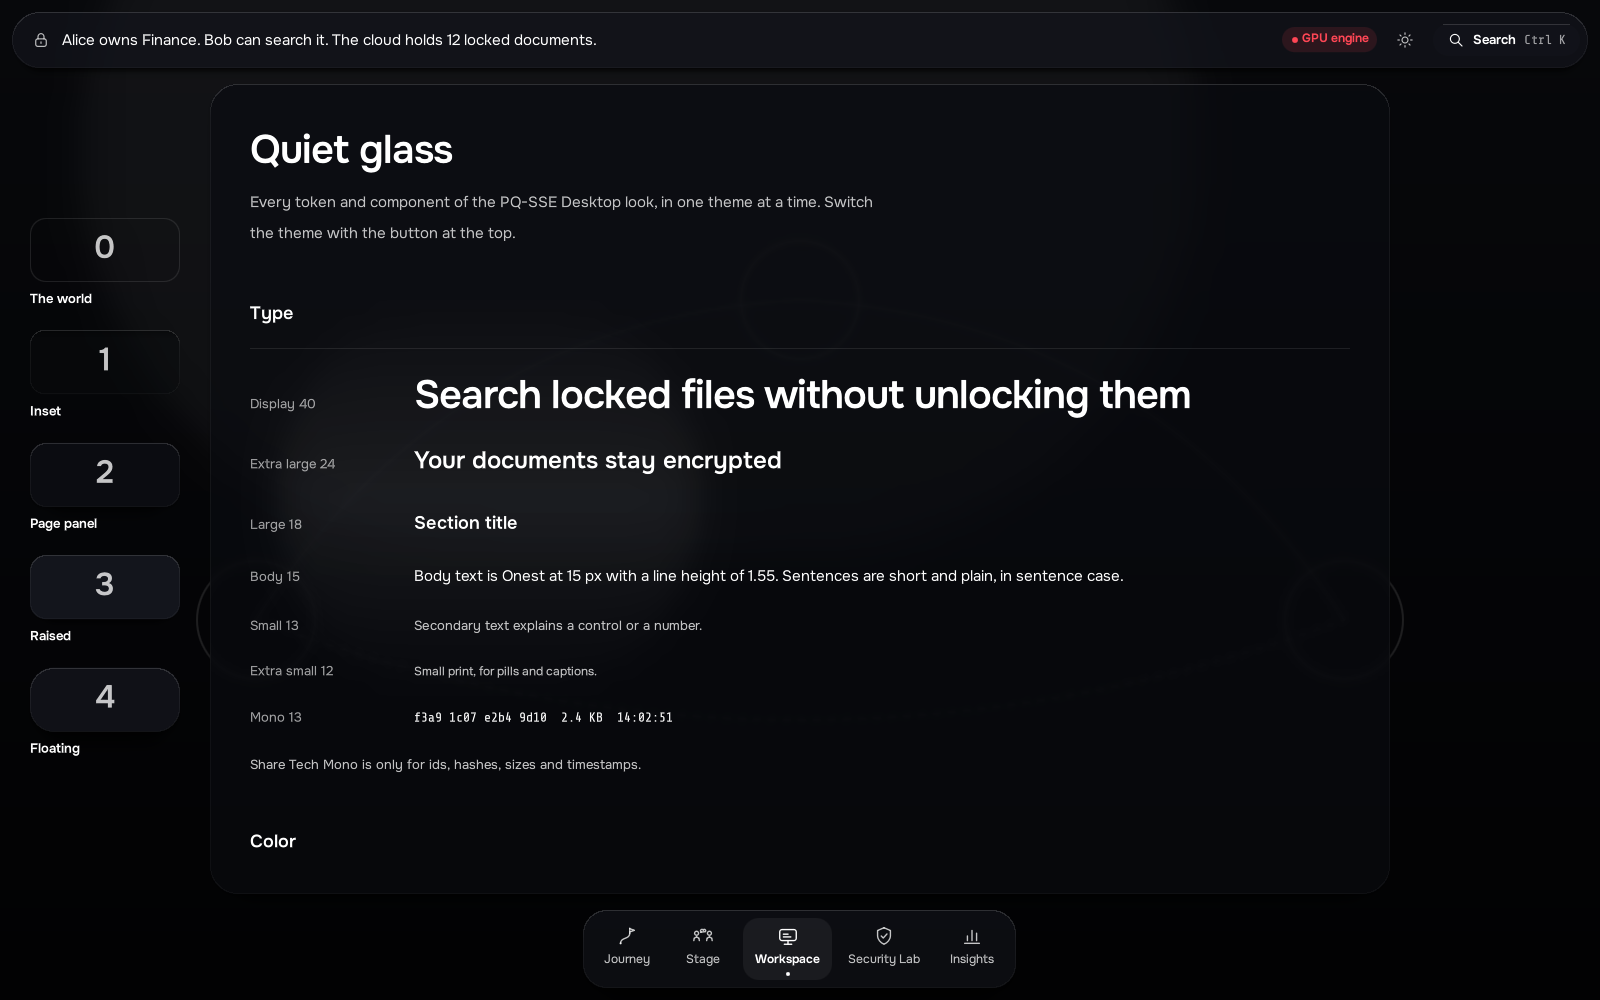 Alice owns Finance. Bob can search it. The cloud holds 12 locked documents.
GPU engine
Search Ctrl K
0
The world
1
Inset
2
Page panel
3
Raised
4
Floating
Quiet glass
Every token and component of the PQ-SSE Desktop look, in one theme at a time. Switch
the theme with the button at the top.
Type
Display 40 Search locked files without unlocking them
Extra large 24 Your documents stay encrypted
Large 18 Section title
Body 15 Body text is Onest at 15 px with a line height of 1.55. Sentences are short and plain, in sentence case.
Small 13 Secondary text explains a control or a number.
Extra small 12 Small print, for pills and captions.
Mono 13 f3a9 1c07 e2b4 9d10 2.4 KB 14:02:51
Share Tech Mono is only for ids, hashes, sizes and timestamps.
Color
Journey
Stage
Workspace
Security Lab
Insights